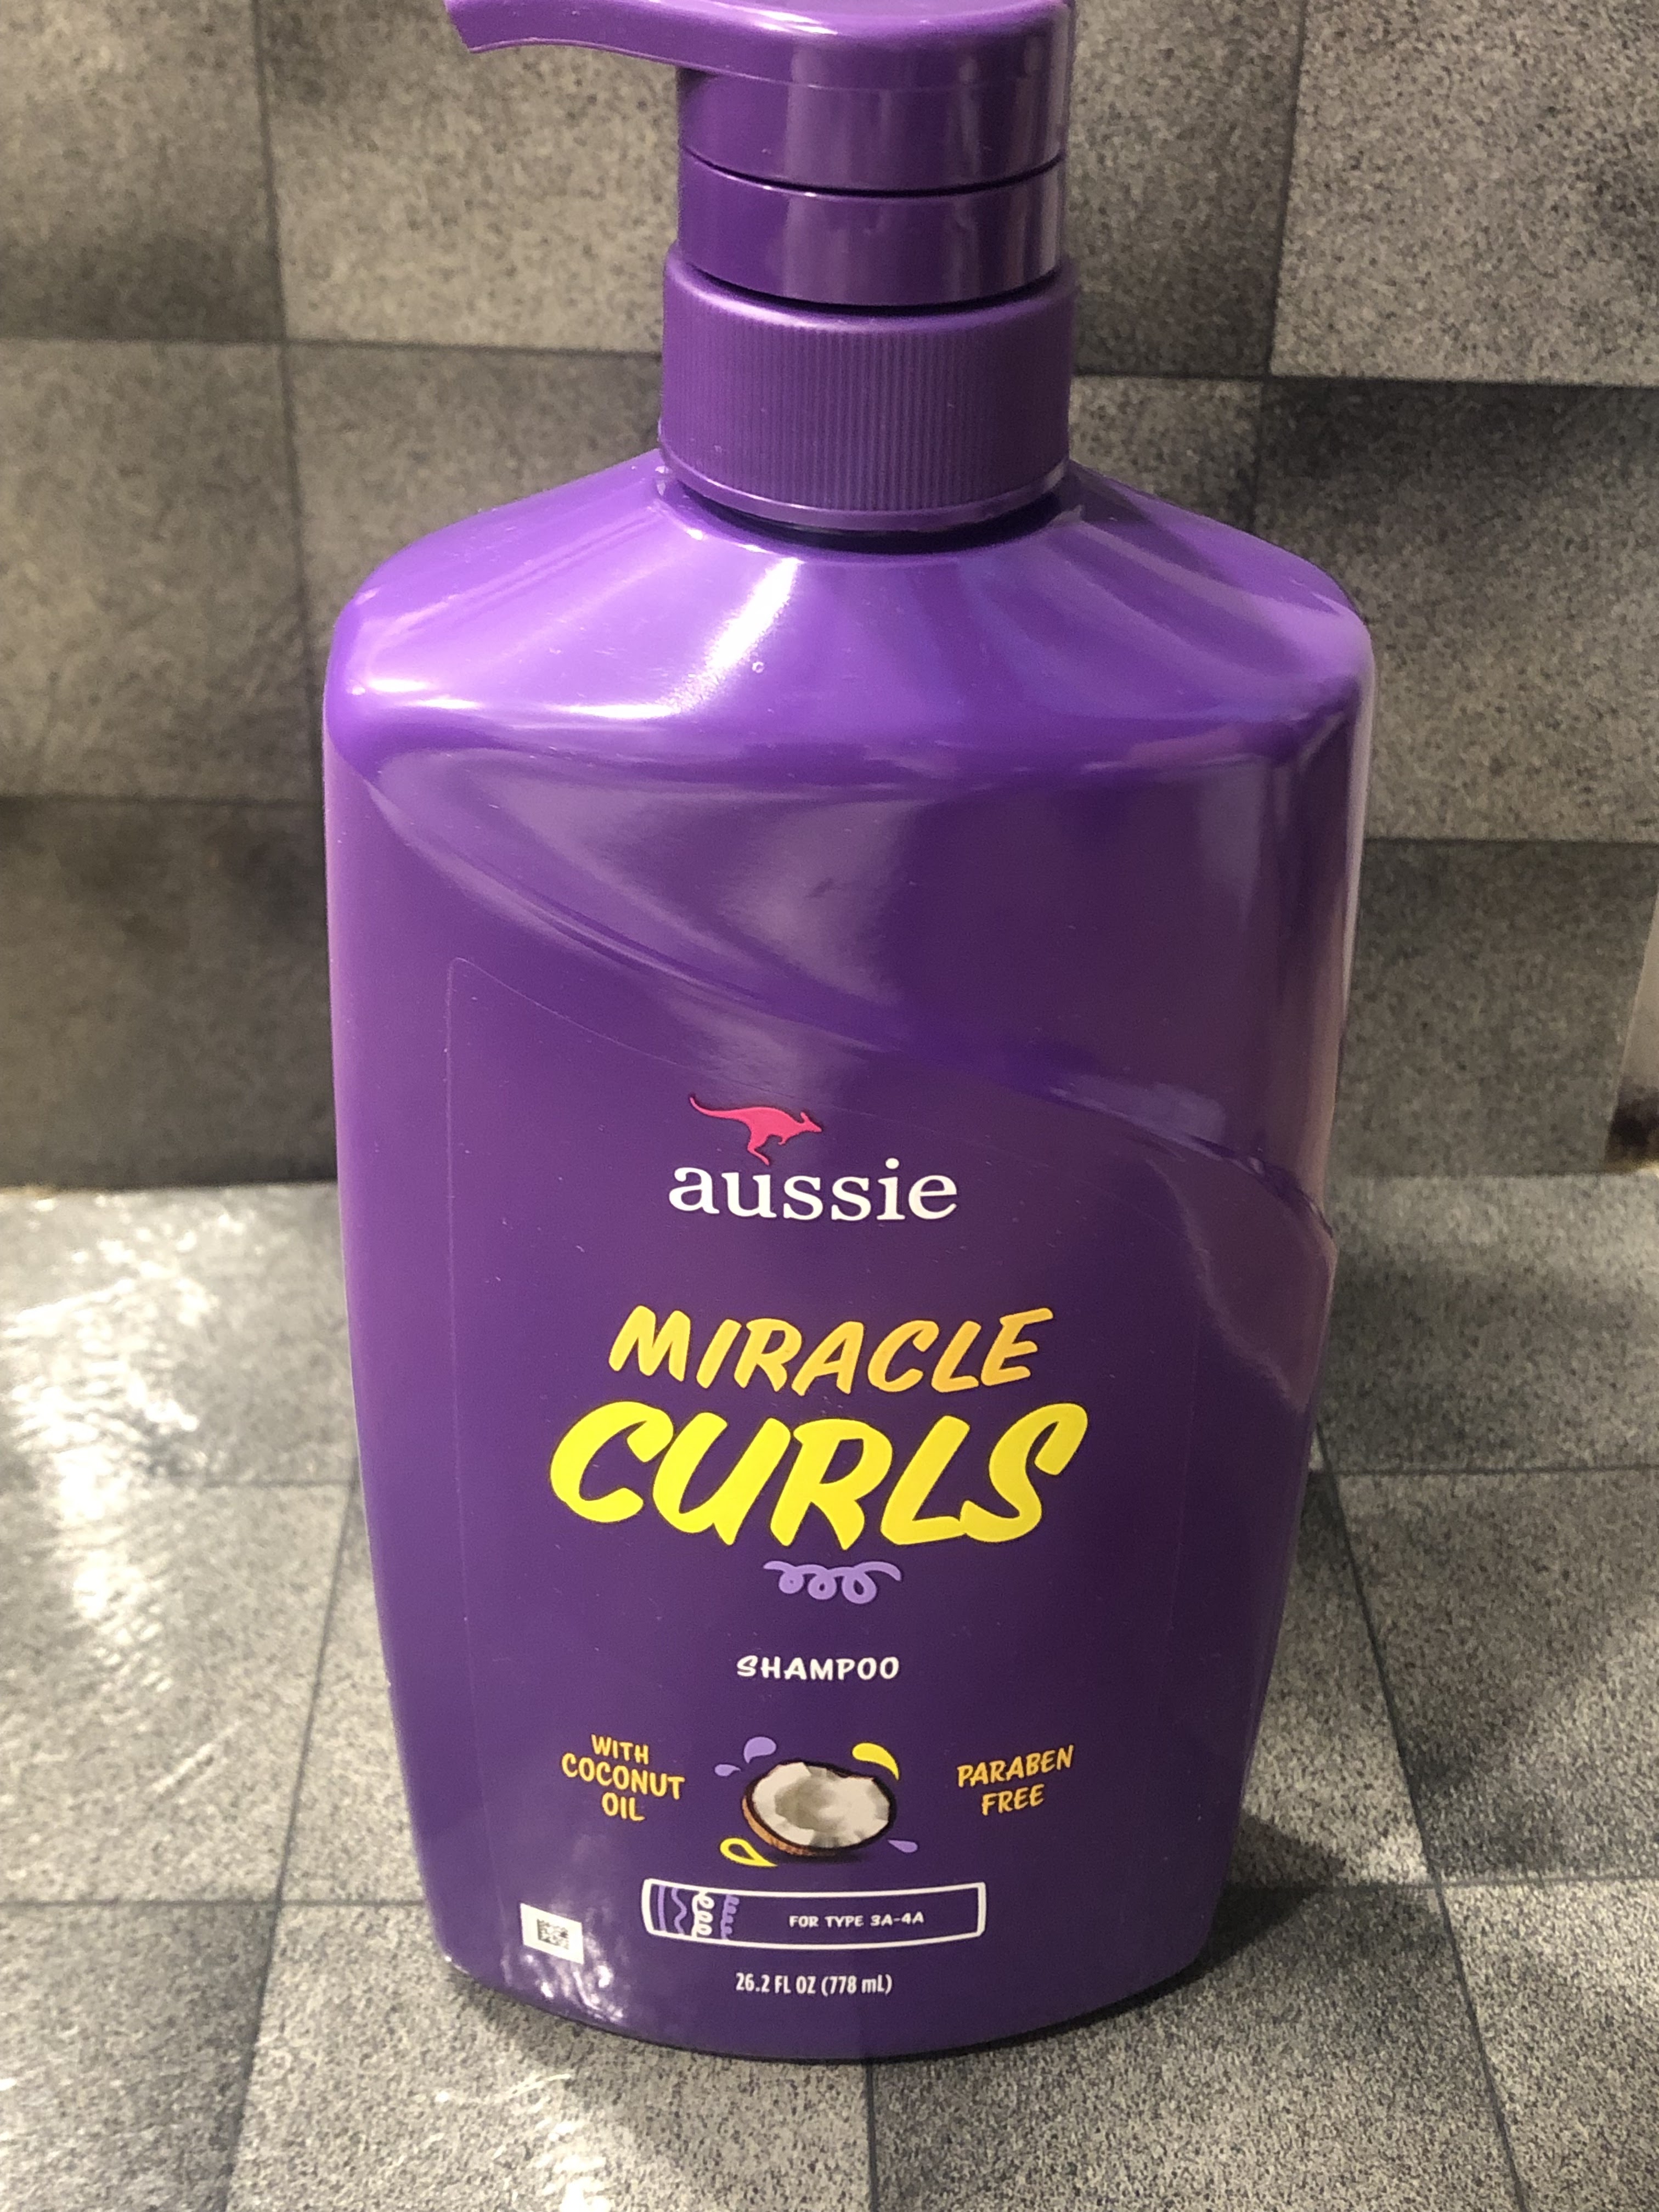 aussie
MIRACLE
CURLS
SHAMPOO
WITH
COCONUT
OIL
PARABEN
FREE
FOR TYPE 3A-4A
26.2 FL OZ (778 mL)